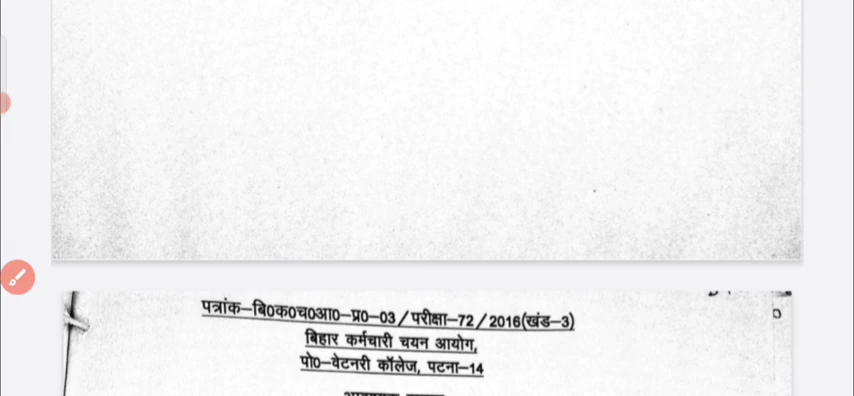 पत्रांक–बि0क0च0आ0–प्र0–03/परीक्षा–72/2016(खंड–3)
बिहार कर्मचारी चयन आयोग,
पो0–वेटनरी कॉलेज, पटना–14